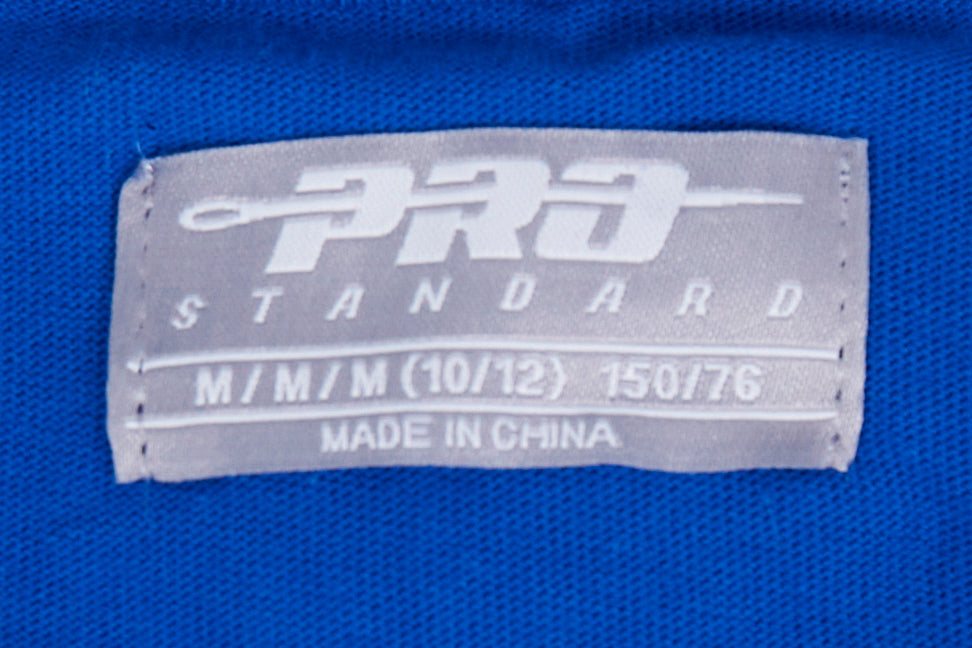 PRO
STANDARD
M/M/M (10/12) 150/76
MADE IN CHINA